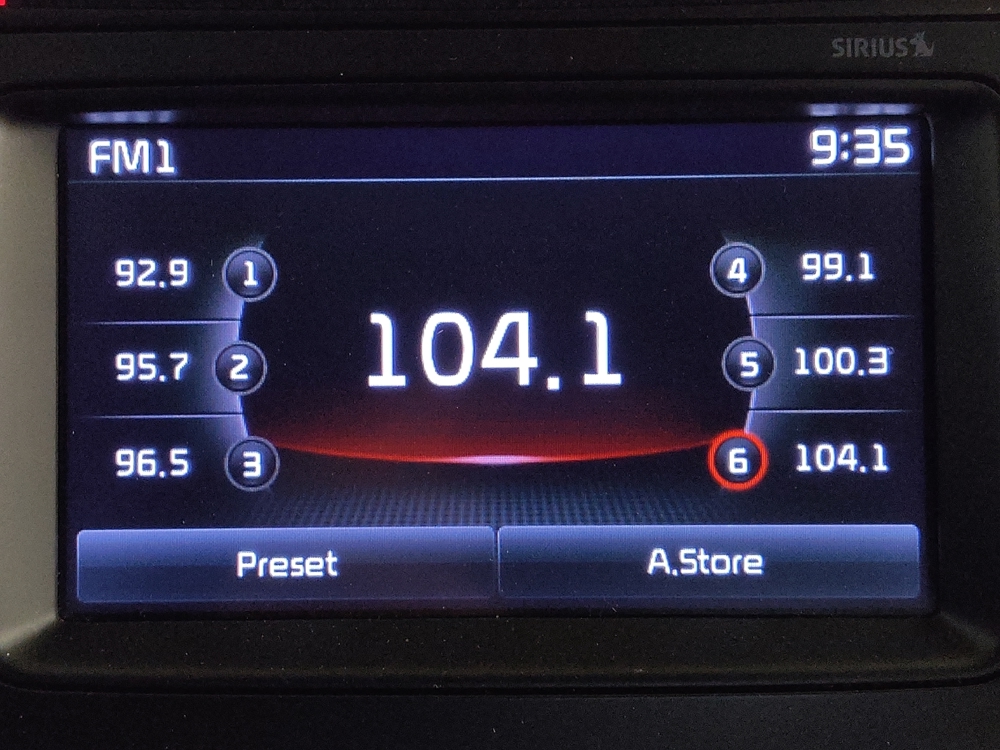 SIRIUS
FM1 9:35
92.9 1
95.7 2
96.5 3
104.1
4 99.1
5 100.3
6 104.1
Preset A.Store